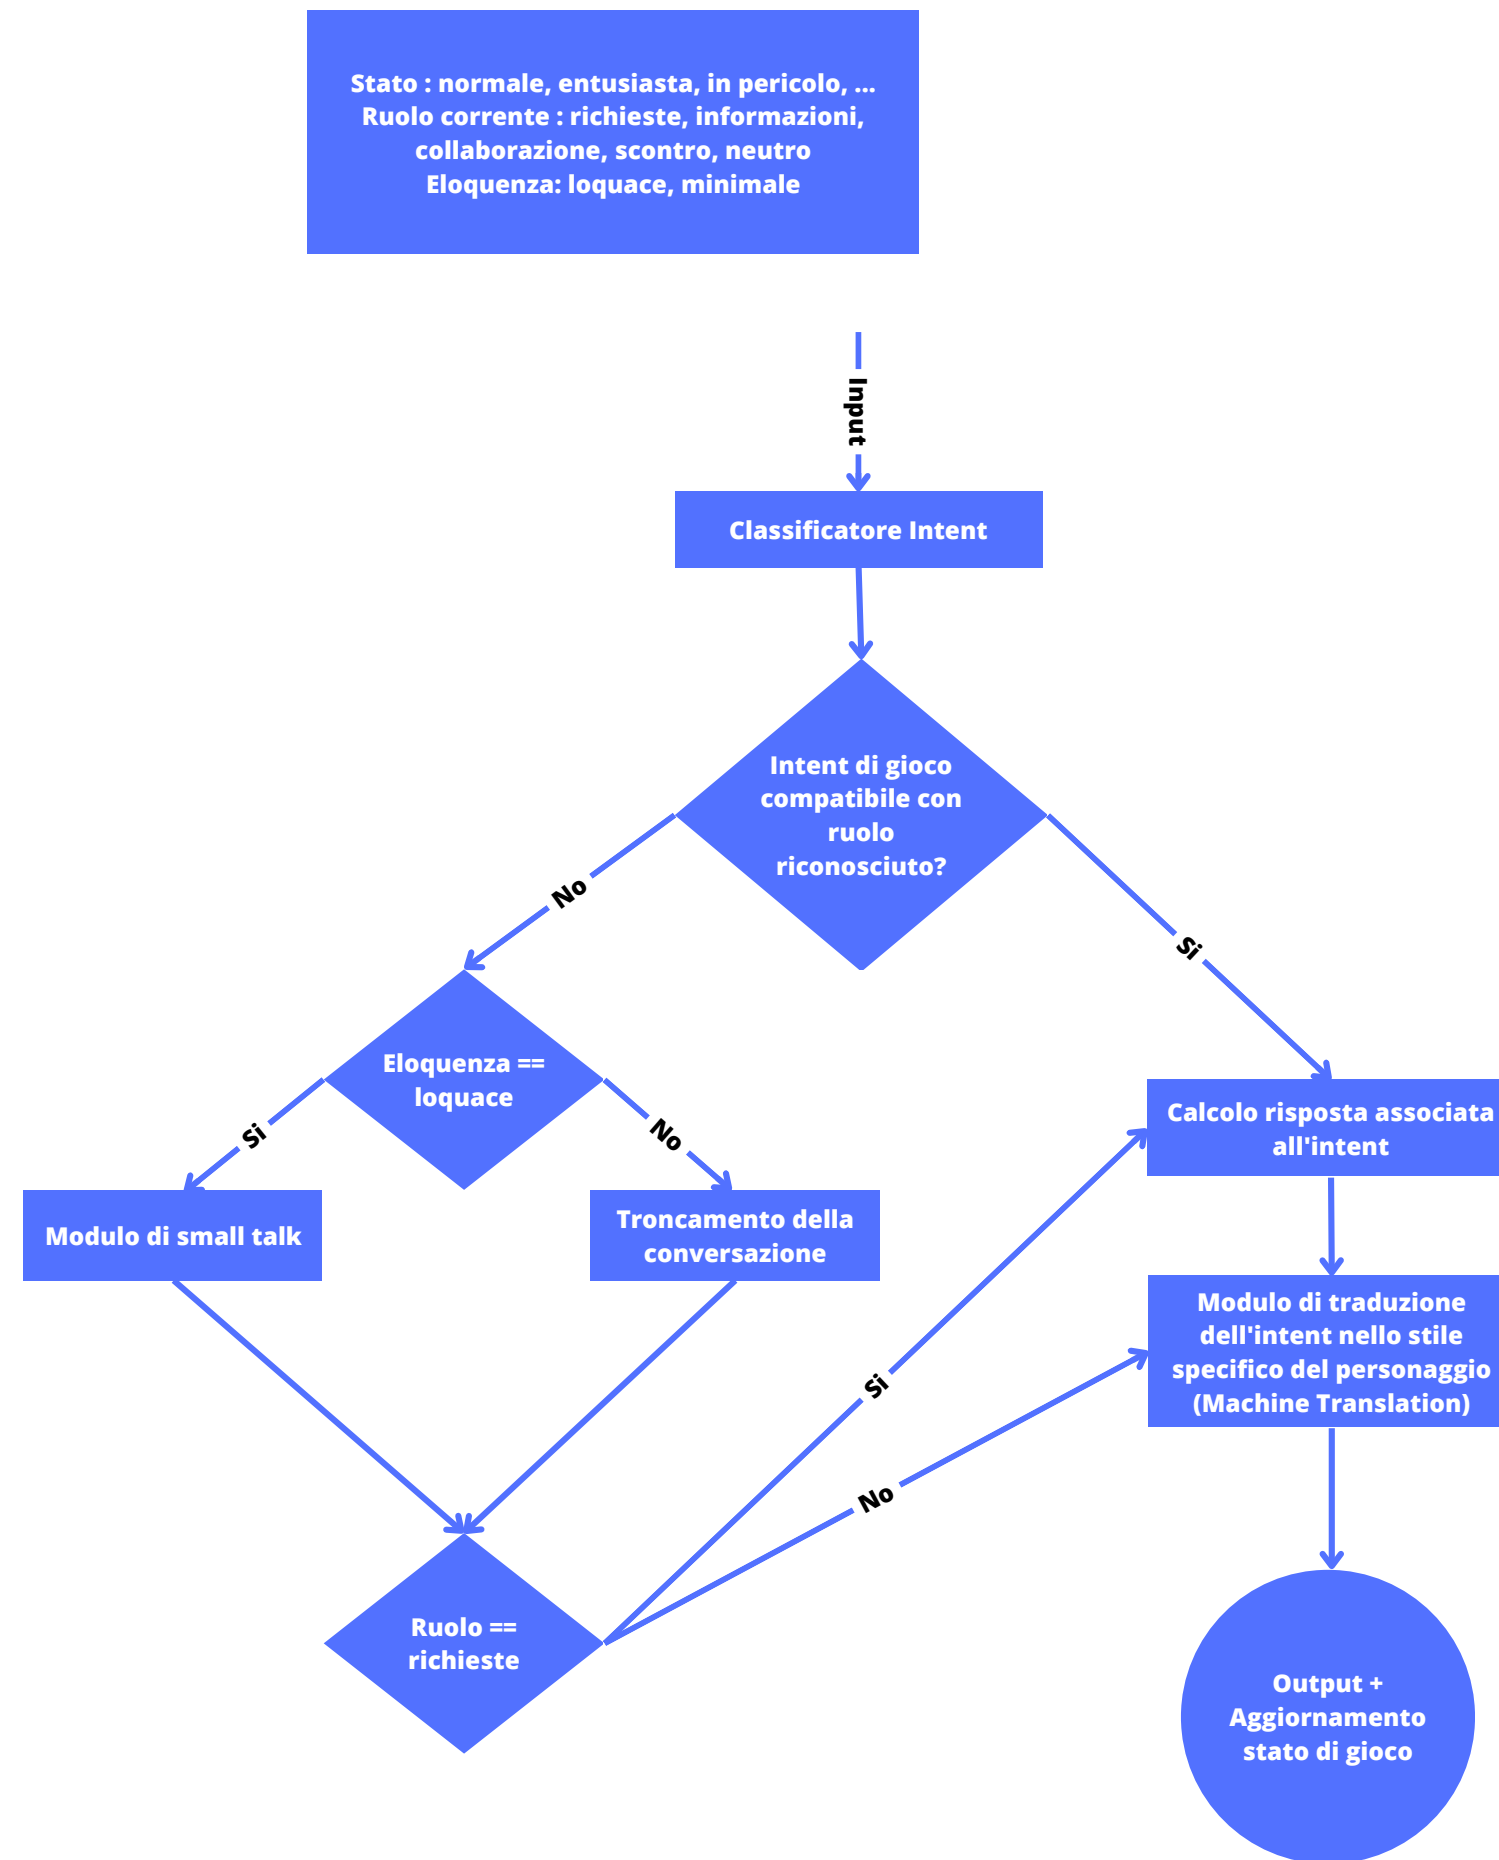 Stato : normale, entusiasta, in pericolo, ...
Ruolo corrente : richieste, informazioni,
collaborazione, scontro, neutro
Eloquenza: loquace, minimale
Input
Classificatore Intent
Intent di gioco
compatibile con
ruolo
riconosciuto?
No
Si
Eloquenza ==
loquace
Si
No
Calcolo risposta associata
all'intent
Modulo di small talk
Troncamento della
conversazione
Modulo di traduzione
dell'intent nello stile
specifico del personaggio
(Machine Translation)
Si
No
Ruolo ==
richieste
Output +
Aggiornamento
stato di gioco